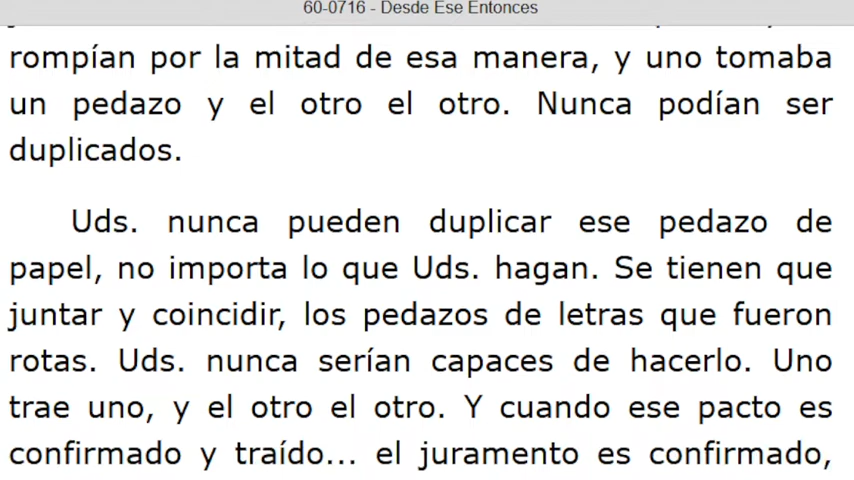 60-0716 - Desde Ese Entonces
rompían por la mitad de esa manera, y uno tomaba
un pedazo y el otro el otro. Nunca podían ser
duplicados.
Uds. nunca pueden duplicar ese pedazo de
papel, no importa lo que Uds. hagan. Se tienen que
juntar y coincidir, los pedazos de letras que fueron
rotas. Uds. nunca serían capaces de hacerlo. Uno
trae uno, y el otro el otro. Y cuando ese pacto es
confirmado y traído... el juramento es confirmado,